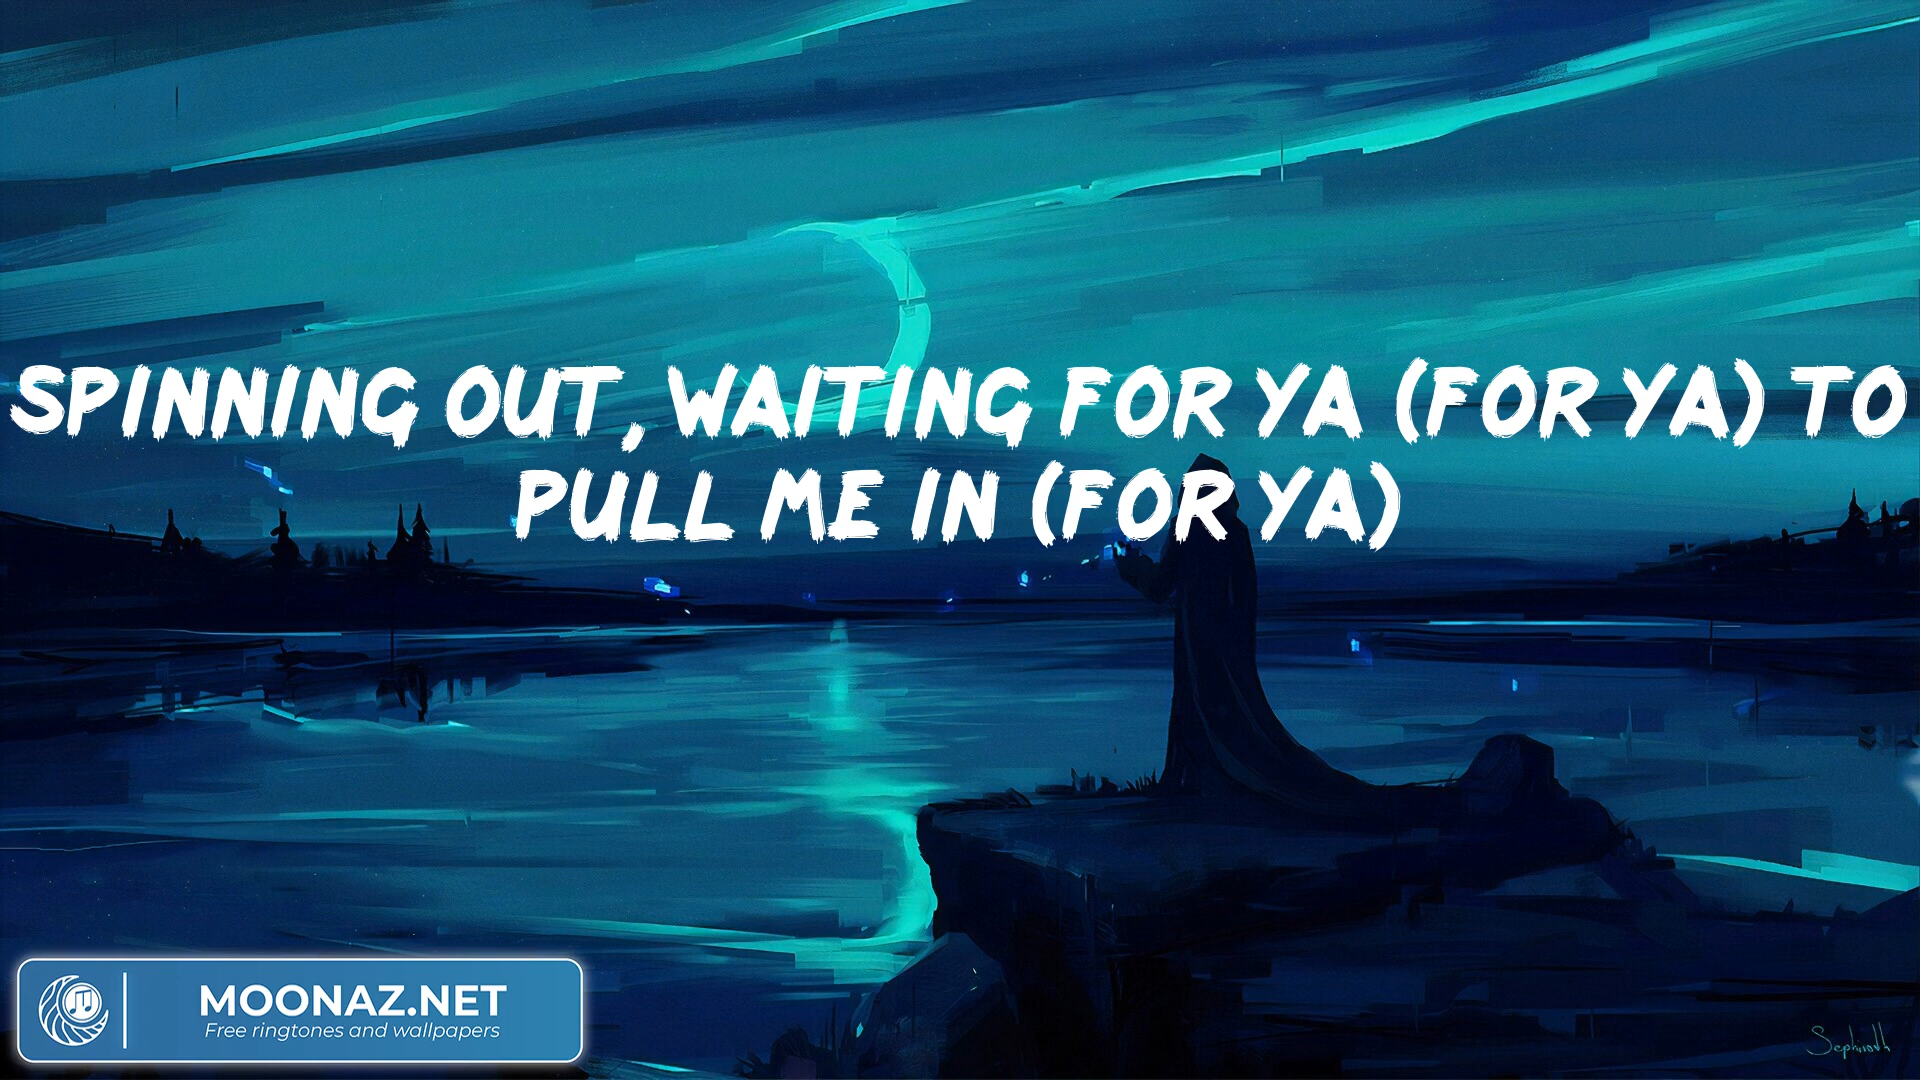 SPINNING OUT, WAITING FOR YA (FOR YA) TO
PULL ME IN (FOR YA)
MOONAZ.NET
Free ringtones and wallpapers
Sephiroth